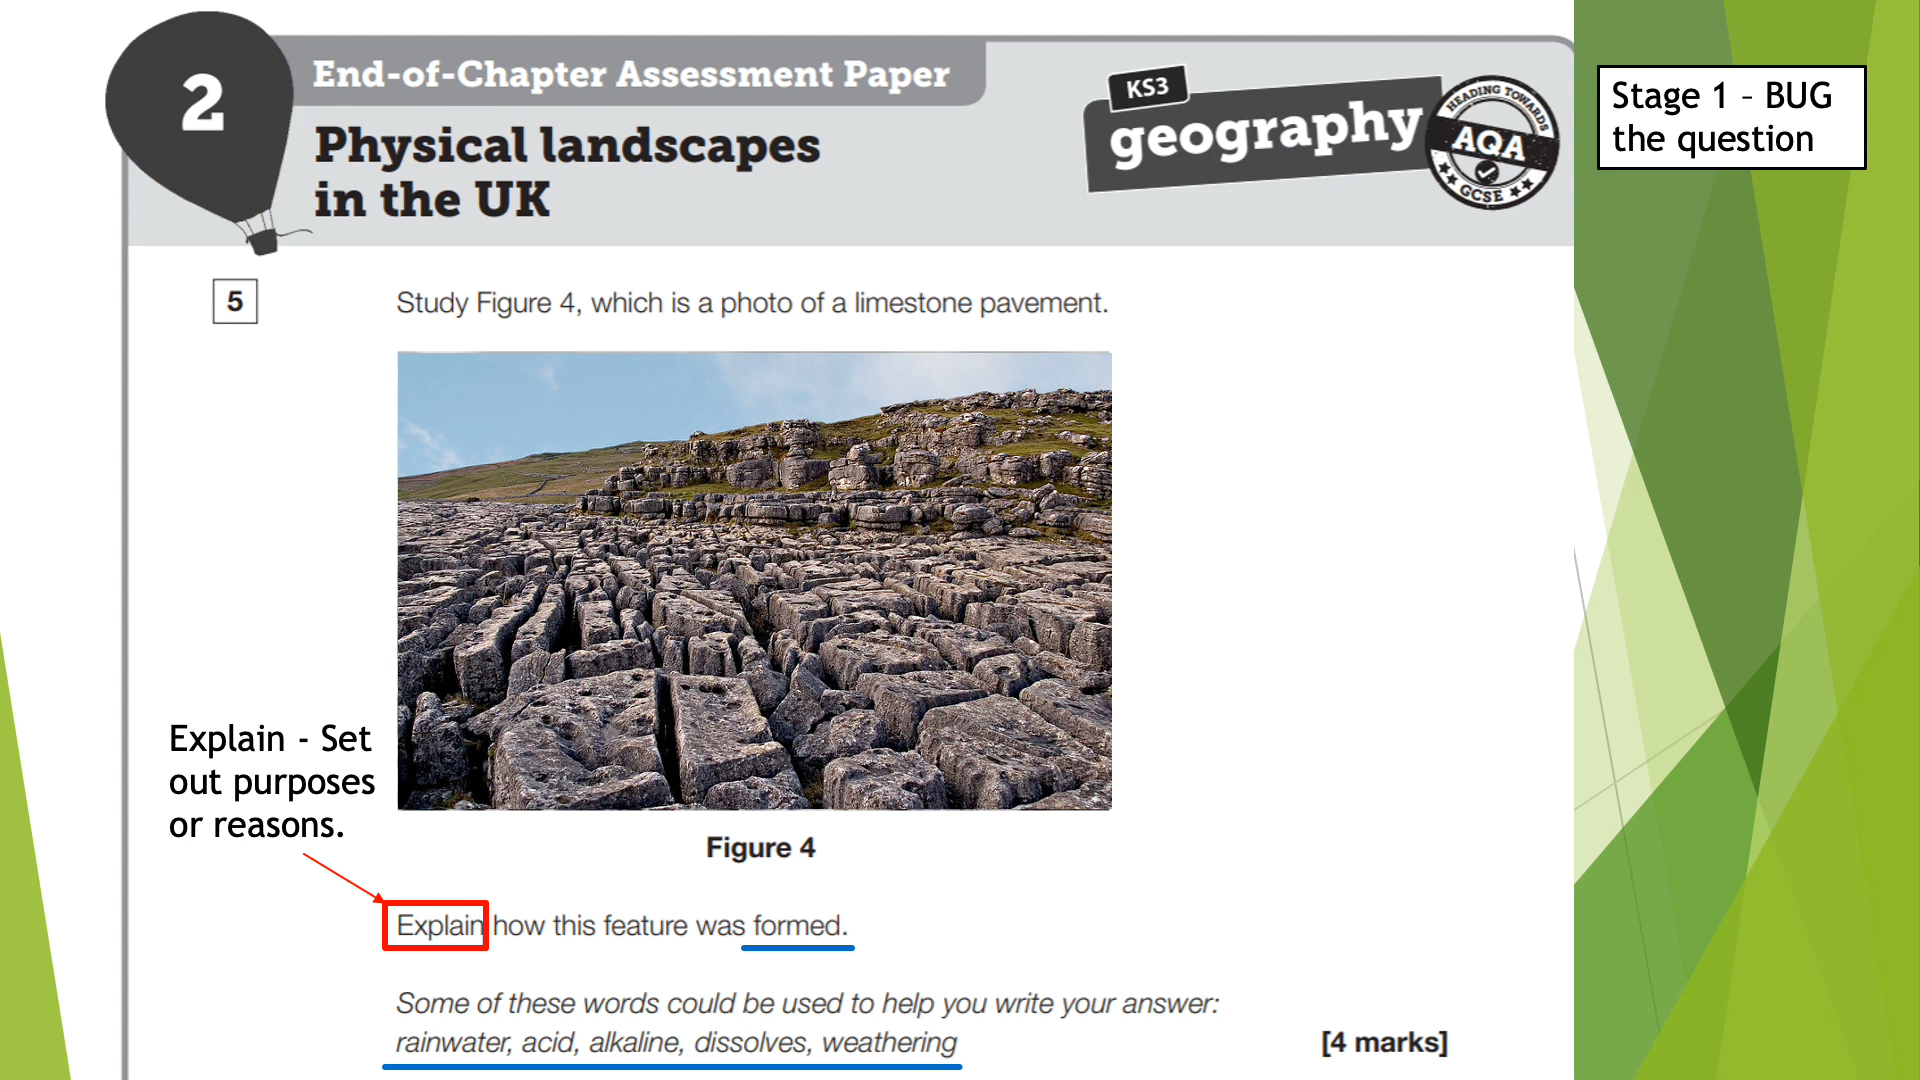 2
End-of-Chapter Assessment Paper
Physical landscapes
in the UK
KS3
geography
HEADING TOWARDS
AQA
GCSE
Stage 1 – BUG
the question
5
Study Figure 4, which is a photo of a limestone pavement.
Explain - Set
out purposes
or reasons.
Figure 4
Explain how this feature was formed.
Some of these words could be used to help you write your answer:
rainwater, acid, alkaline, dissolves, weathering
[4 marks]